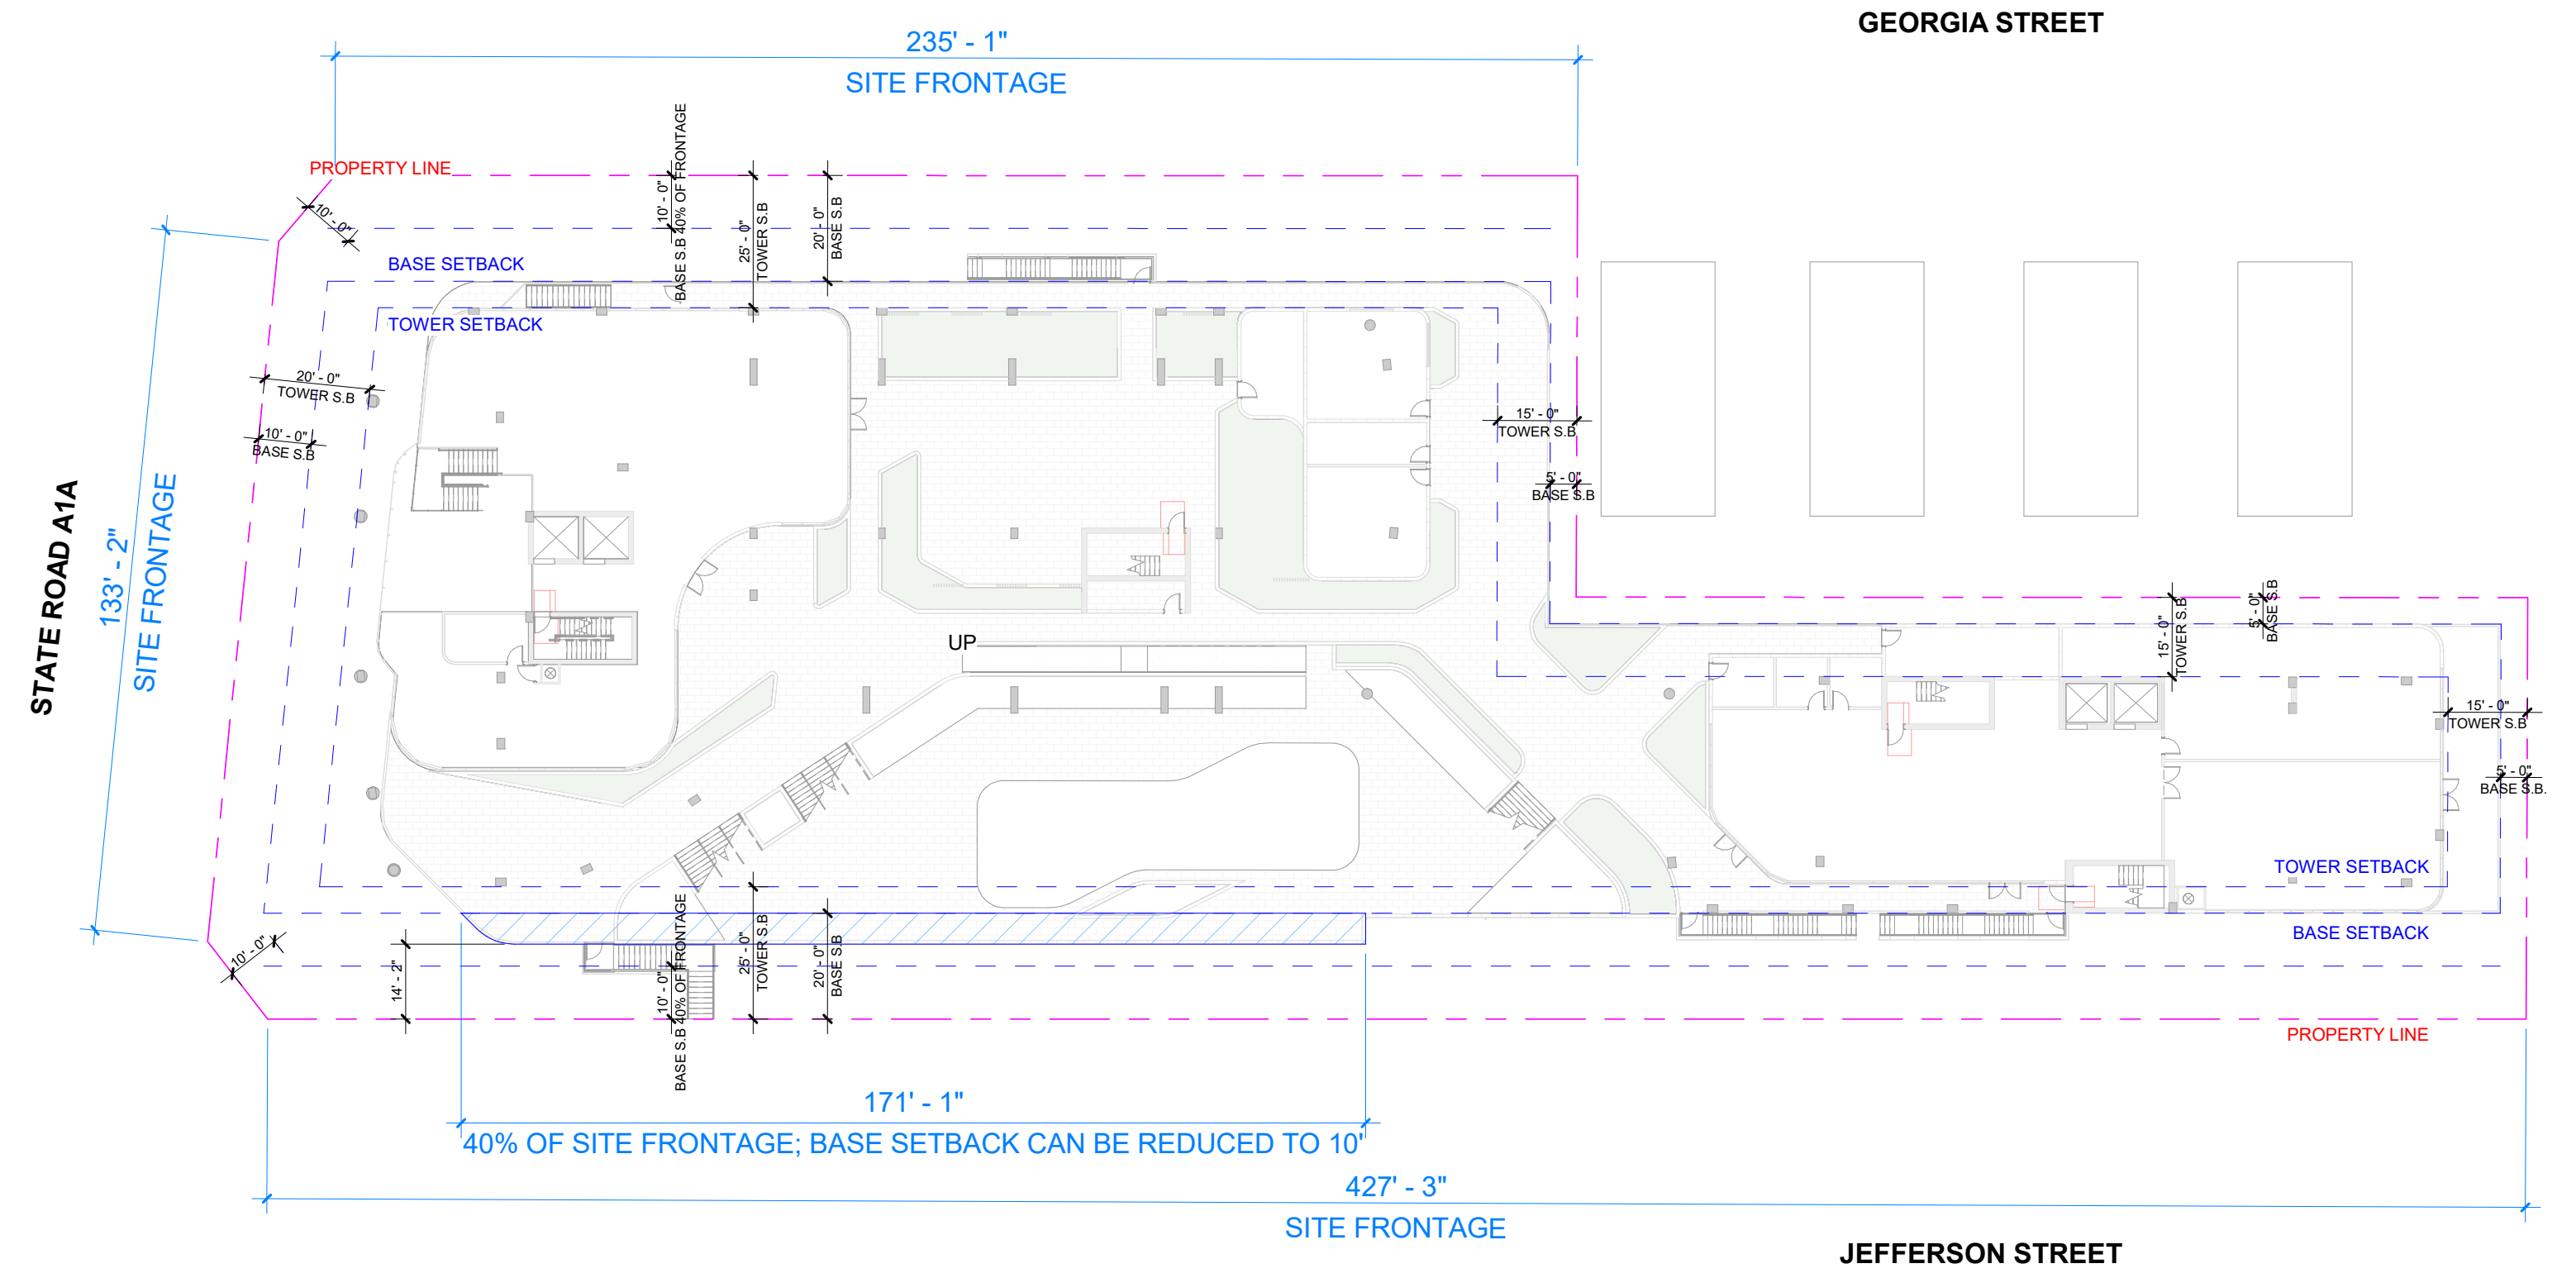 GEORGIA STREET
235' - 1"
SITE FRONTAGE
PROPERTY LINE
10' - 0"
10' - 0"
BASE S.B 40% OF FRONTAGE
25' - 0"
TOWER S.B
20' - 0"
BASE S.B
BASE SETBACK
TOWER SETBACK
20' - 0"
TOWER S.B
10' - 0"
BASE S.B
15' - 0"
TOWER S.B
5' - 0"
BASE S.B
STATE ROAD A1A
133' - 2"
SITE FRONTAGE
UP
15' - 0"
TOWER S.B
5' - 0"
BASE S.B
15' - 0"
TOWER S.B
5' - 0"
BASE S.B.
TOWER SETBACK
BASE SETBACK
10' - 0"
14' - 2"
10' - 0"
BASE S.B 40% OF FRONTAGE
25' - 0"
TOWER S.B
20' - 0"
BASE S.B
PROPERTY LINE
171' - 1"
40% OF SITE FRONTAGE; BASE SETBACK CAN BE REDUCED TO 10'
427' - 3"
SITE FRONTAGE
JEFFERSON STREET